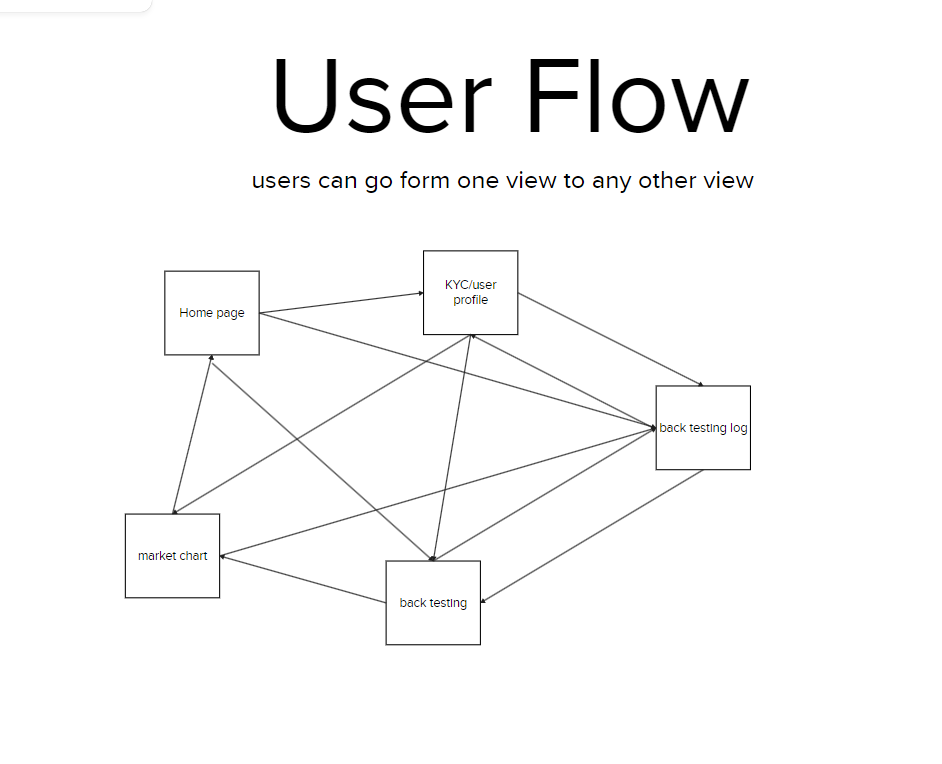 User Flow
users can go form one view to any other view
KYC/user
profile
Home page
back testing log
market chart
back testing